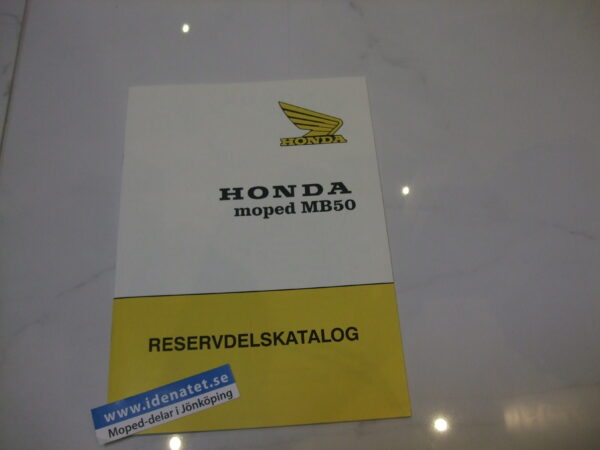 HONDA
HONDA
moped MB50
RESERVDELSKATALOG
www.idenatet.se
Moped-delar i Jönköping